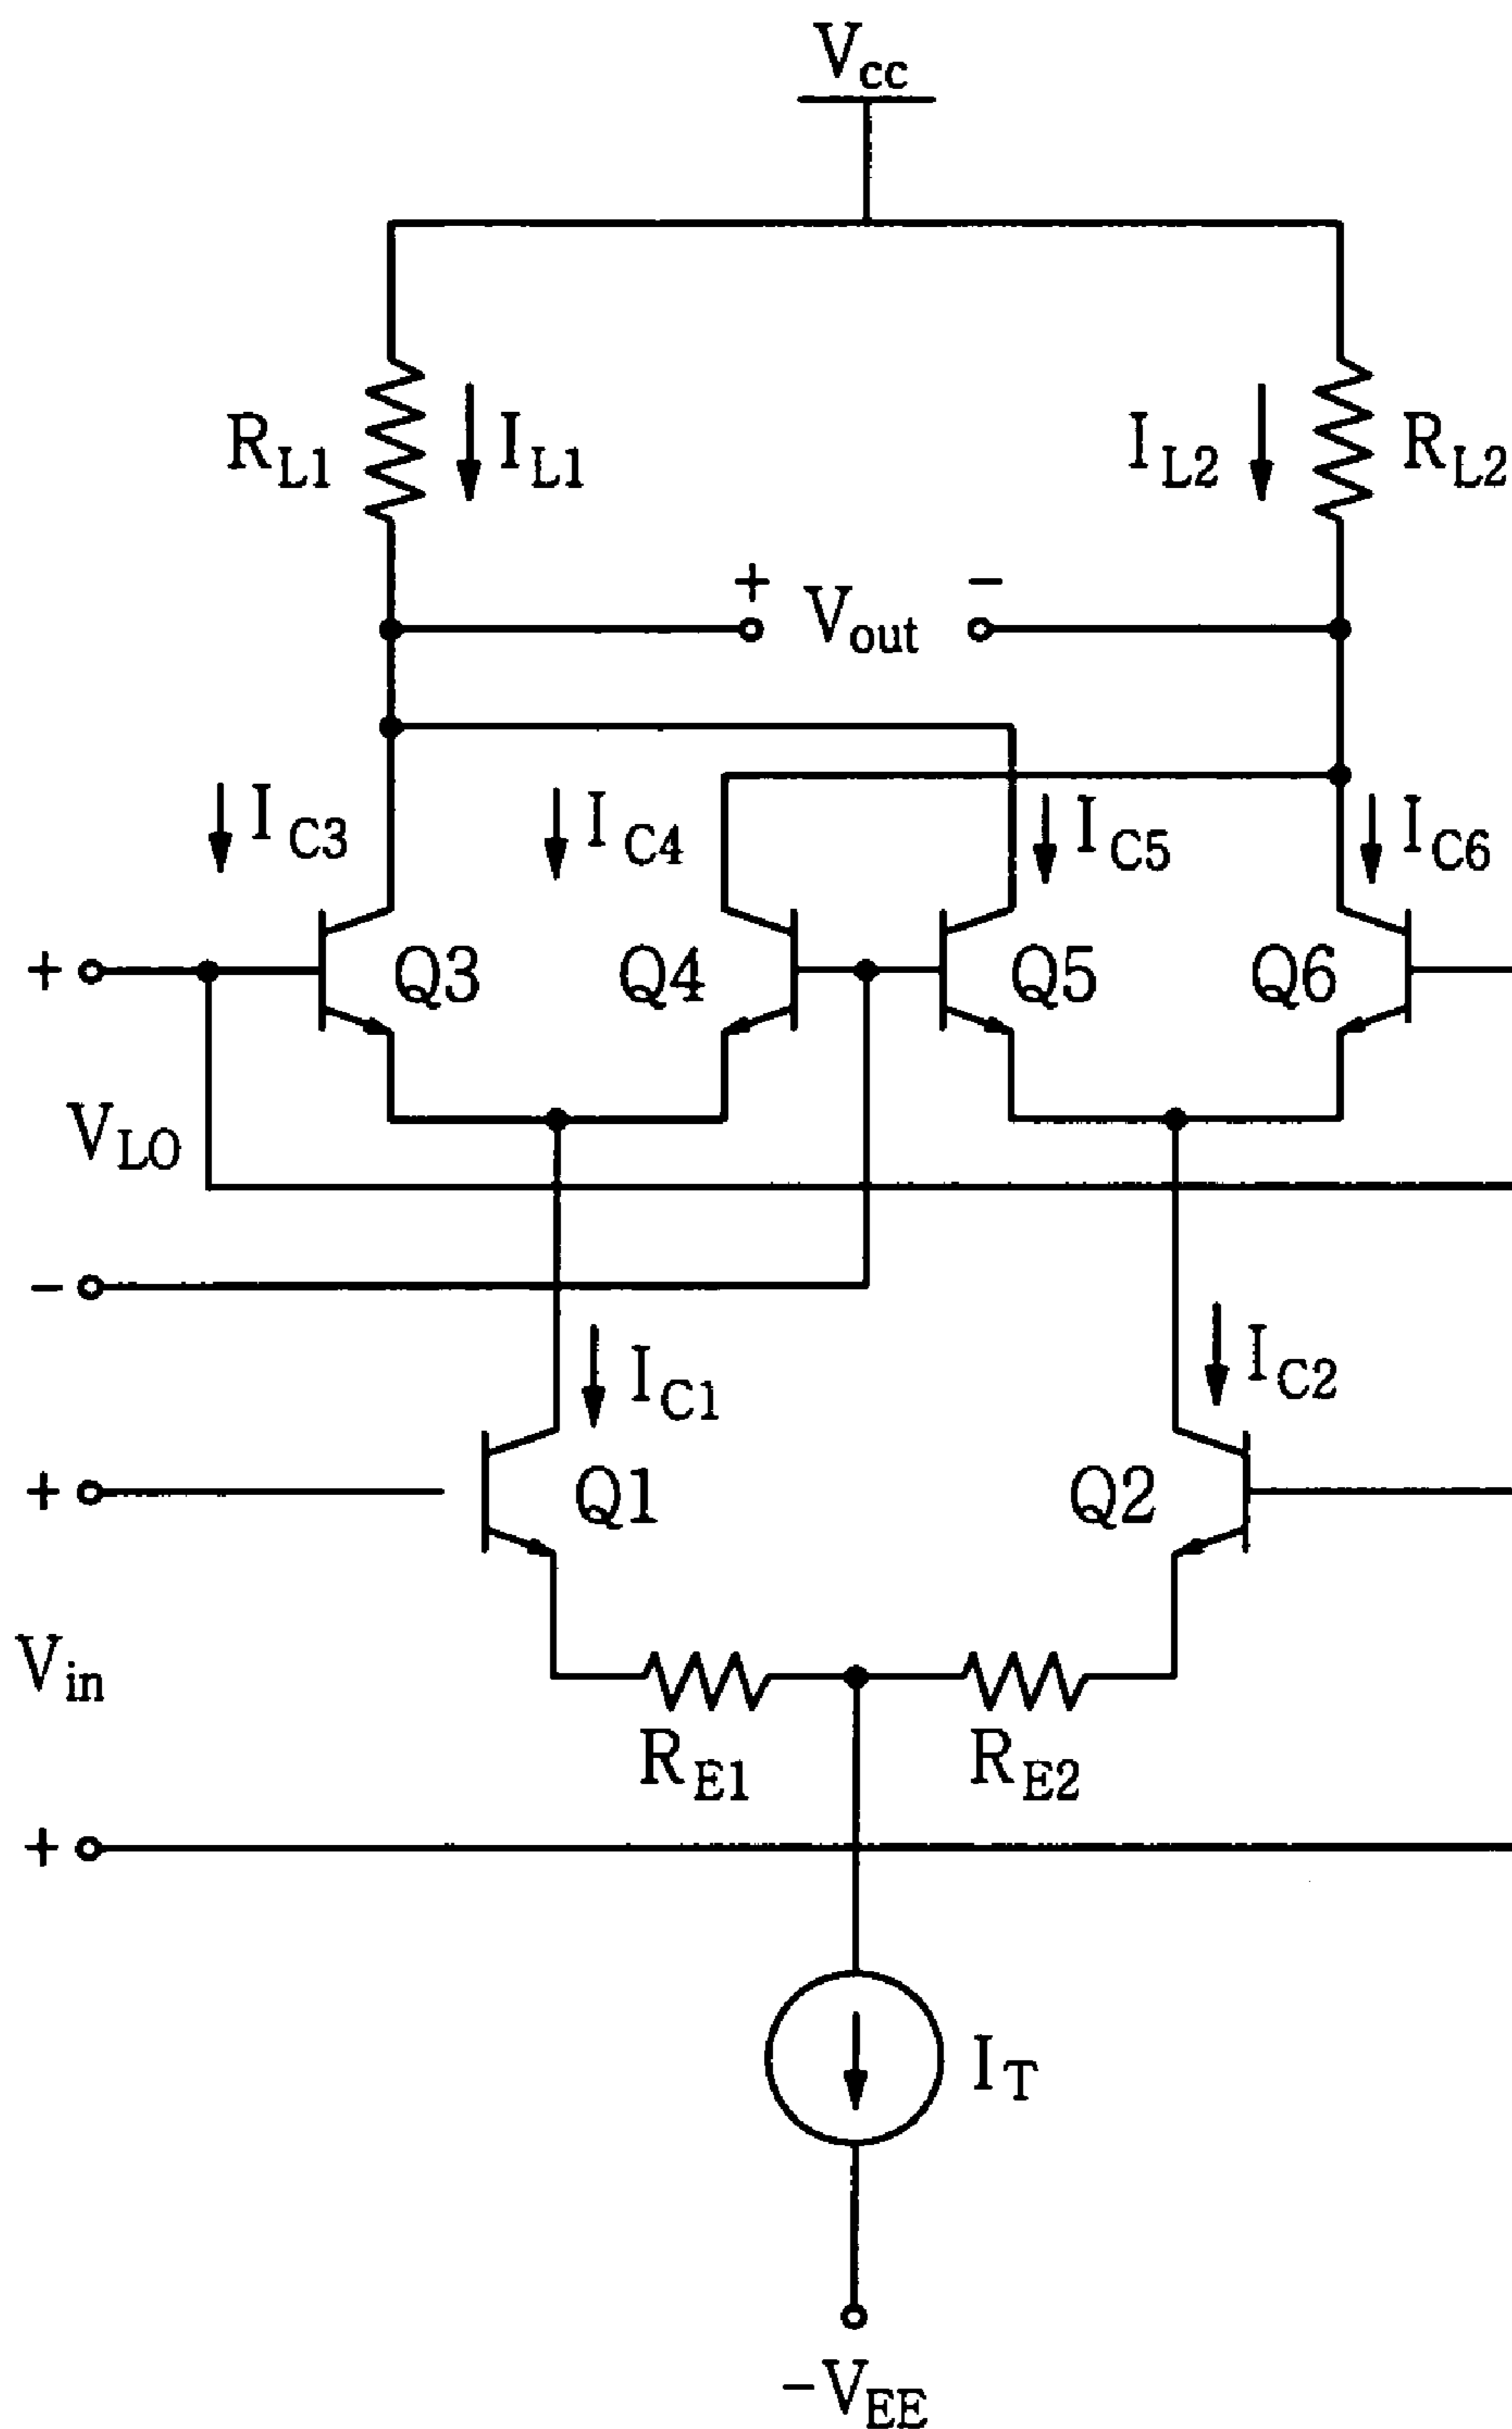 Vcc
RL1 IL1 IL2 RL2
+ Vout -
IC3 IC4 IC5 IC6
+ Q3 Q4 Q5 Q6
VLO
-
IC1 IC2
+ Q1 Q2
Vin
RE1 RE2
+
IT
-VEE